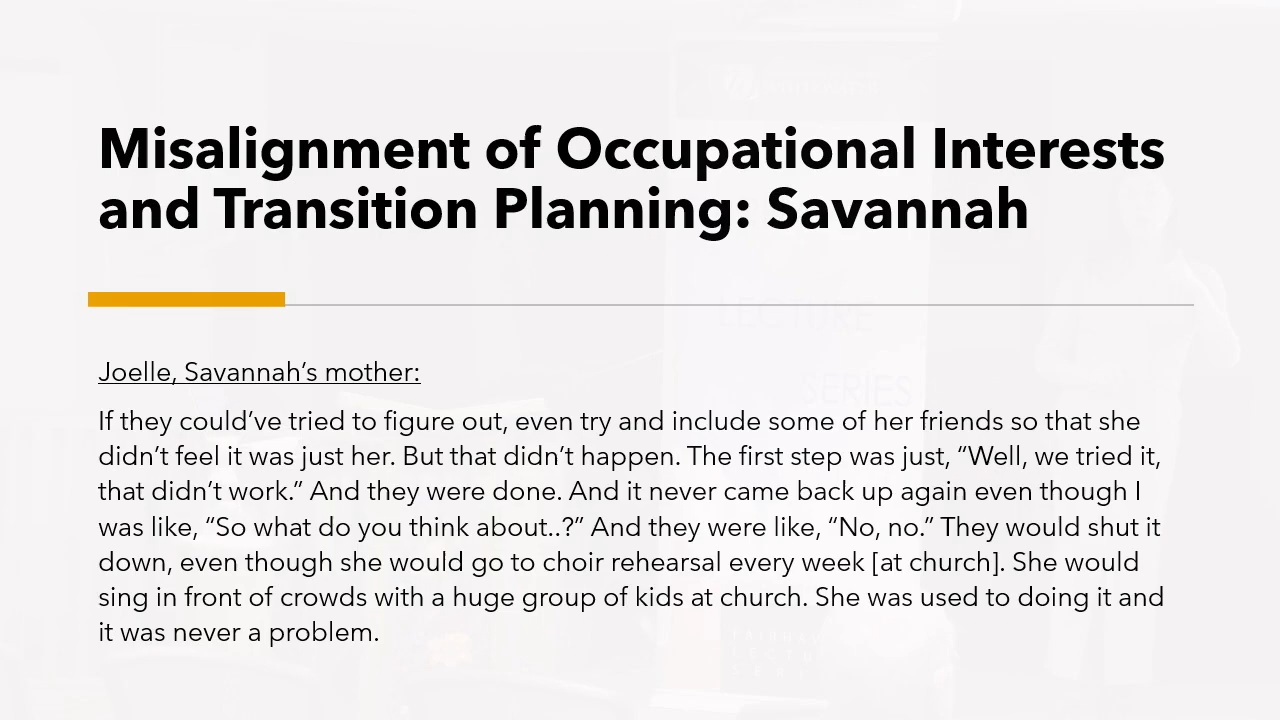 Misalignment of Occupational Interests
and Transition Planning: Savannah
LECTURE
SERIES
Joelle, Savannah’s mother:
If they could’ve tried to figure out, even try and include some of her friends so that she
didn’t feel it was just her. But that didn’t happen. The first step was just, “Well, we tried it,
that didn’t work.” And they were done. And it never came back up again even though I
was like, “So what do you think about..?” And they were like, “No, no.” They would shut it
down, even though she would go to choir rehearsal every week [at church]. She would
sing in front of crowds with a huge group of kids at church. She was used to doing it and
it was never a problem.